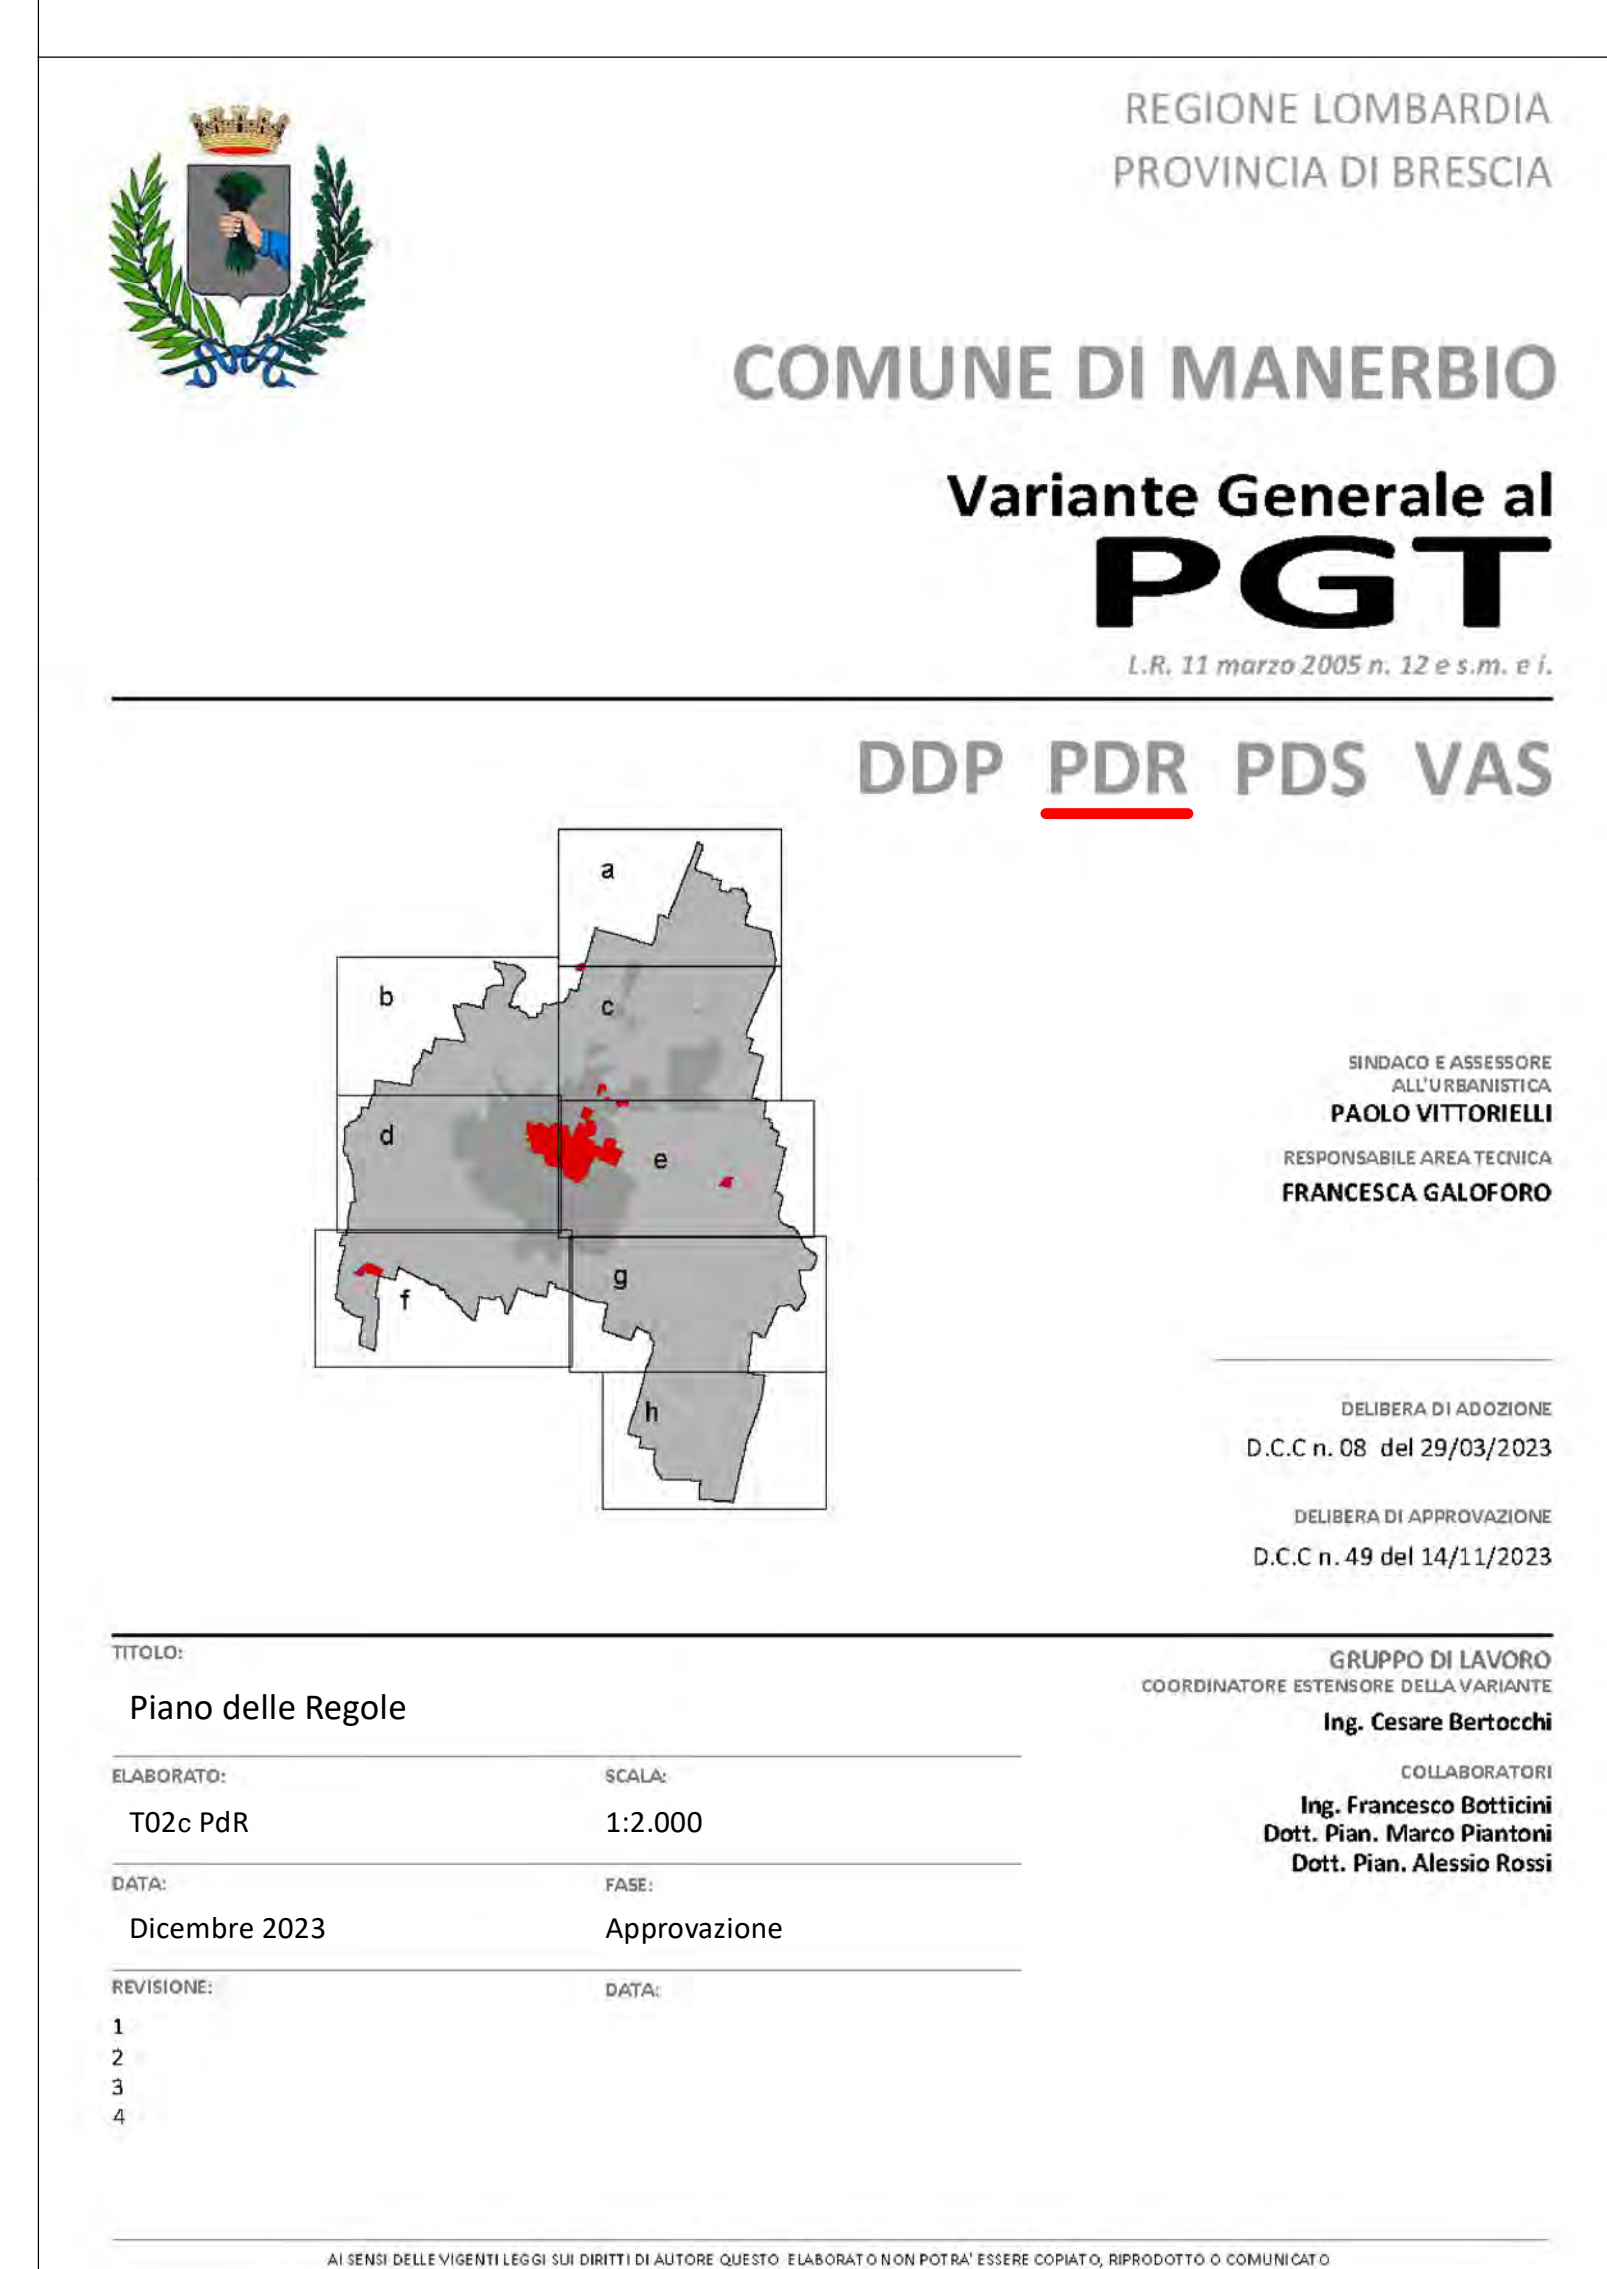 REGIONE LOMBARDIA
PROVINCIA DI BRESCIA
COMUNE DI MANERBIO
Variante Generale al
PGT
L.R. 11 marzo 2005 n. 12 e s.m. e i.
DDP PDR PDS VAS
a
b
c
d
e
f
g
h
SINDACO E ASSESSORE
ALL'URBANISTICA
PAOLO VITTORIELLI
RESPONSABILE AREA TECNICA
FRANCESCA GALOFORO
DELIBERA DI ADOZIONE
D.C.C n. 08 del 29/03/2023
DELIBERA DI APPROVAZIONE
D.C.C n. 49 del 14/11/2023
TITOLO:
Piano delle Regole
GRUPPO DI LAVORO
COORDINATORE ESTENSORE DELLA VARIANTE
Ing. Cesare Bertocchi
COLLABORATORI
Ing. Francesco Botticini
Dott. Pian. Marco Piantoni
Dott. Pian. Alessio Rossi
ELABORATO: SCALA:
T02c PdR 1:2.000
DATA: FASE:
Dicembre 2023 Approvazione
REVISIONE: DATA:
1
2
3
4
AI SENSI DELLE VIGENTI LEGGI SUI DIRITTI DI AUTORE QUESTO ELABORATO NON POTRA' ESSERE COPIATO, RIPRODOTTO O COMUNICATO